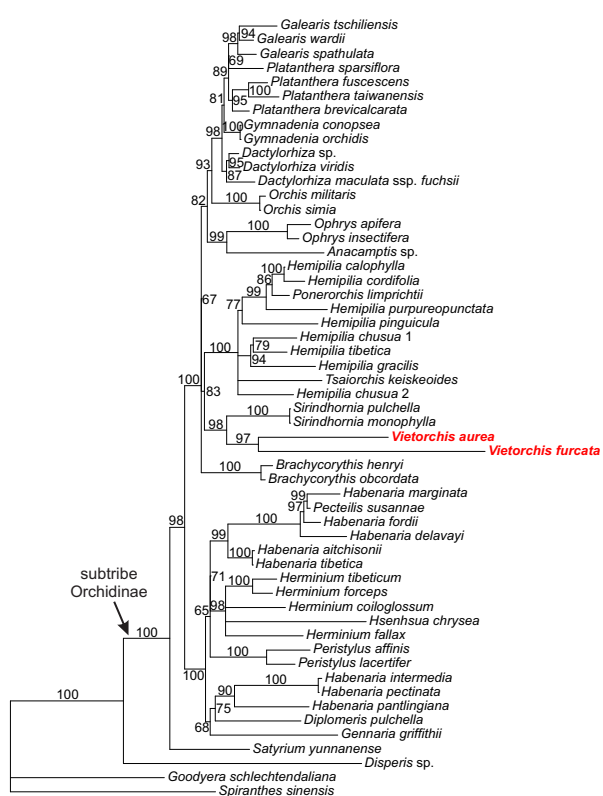 Galearis tschiliensis
98 94
Galearis wardii
69
Galearis spathulata
89
Platanthera sparsiflora
Platanthera fuscescens
100
Platanthera taiwanensis
81 95
Platanthera brevicalcarata
98 100
Gymnadenia conopsea
Gymnadenia orchidis
Dactylorhiza sp.
93 95
Dactylorhiza viridis
87
Dactylorhiza maculata ssp. fuchsii
100
Orchis militaris
82
Orchis simia
100
Ophrys apifera
99
Ophrys insectifera
Anacamptis sp.
100
Hemipilia calophylla
86
Hemipilia cordifolia
99
Ponerorchis limprichtii
67 77
Hemipilia purpureopunctata
Hemipilia pinguicula
Hemipilia chusua 1
100 79
Hemipilia tibetica
94
Hemipilia gracilis
100
Tsaiorchis keiskeoides
83
Hemipilia chusua 2
100
Sirindhornia pulchella
98
Sirindhornia monophylla
97
Vietorchis aurea
Vietorchis furcata
100
Brachycorythis henryi
Brachycorythis obcordata
99
Habenaria marginata
97
Pecteilis susannae
100
Habenaria fordii
98
Habenaria delavayi
99
100
Habenaria aitchisonii
Habenaria tibetica
71
100
Herminium tibeticum
Herminium forceps
65 98
Herminium coiloglossum
Hsenhsua chrysea
Herminium fallax
100
Peristylus affinis
Peristylus lacertifer
100
100
Habenaria intermedia
90
Habenaria pectinata
75
Habenaria pantlingiana
68
Diplomeris pulchella
Gennaria griffithii
subtribe
Orchidinae
100
100
Satyrium yunnanense
Disperis sp.
Goodyera schlechtendaliana
Spiranthes sinensis